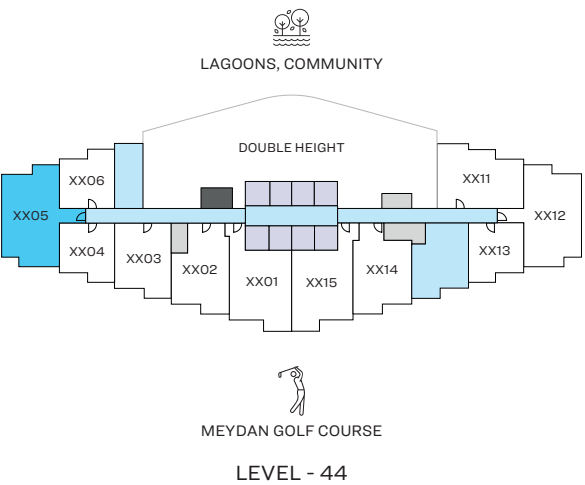 LAGOONS, COMMUNITY
DOUBLE HEIGHT
XX06
XX11
XX05
XX12
XX04
XX03
XX02
XX01
XX15
XX14
XX13
MEYDAN GOLF COURSE
LEVEL - 44